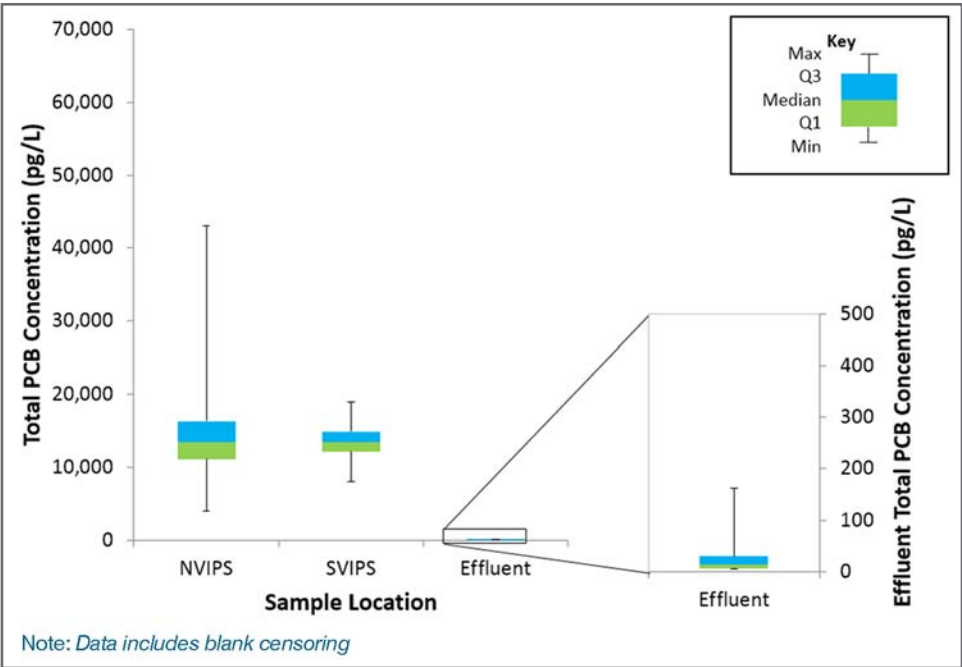 Key
Max
Q3
Median
Q1
Min
Total PCB Concentration (pg/L)
70,000
60,000
50,000
40,000
30,000
20,000
10,000
0
NVIPS SVIPS Effluent
Sample Location
Effluent Total PCB Concentration (pg/L)
500
400
300
200
100
0
Effluent
Note: Data includes blank censoring